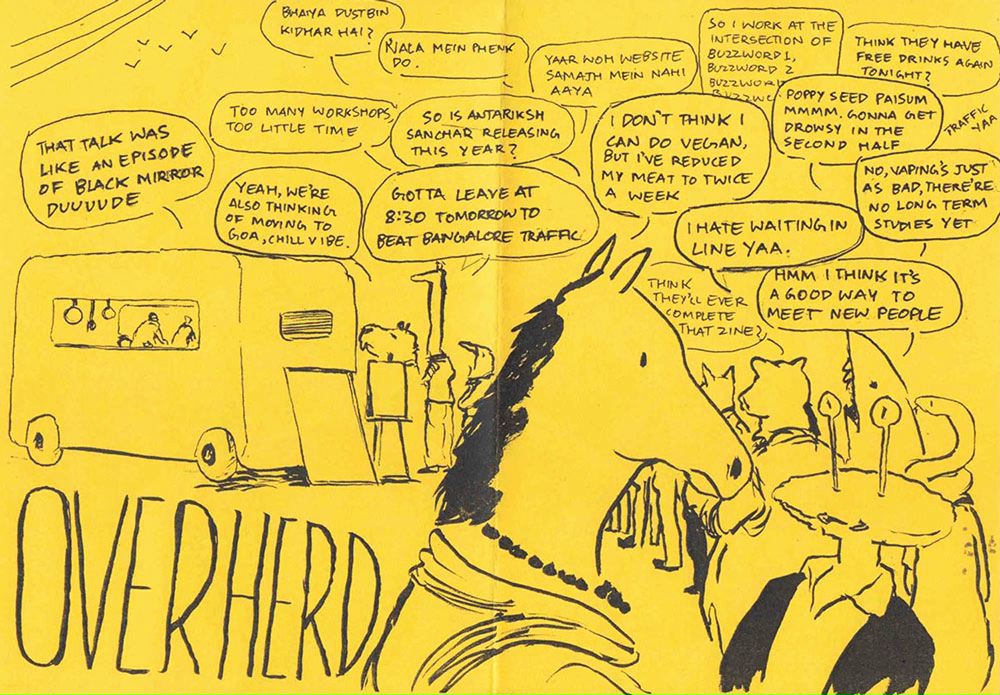 BHAIYA DUSTBIN
KIDHAR HAI?
NALA MEIN PHENK
DO.
YAAR WOH WEBSITE
SAMAJH MEIN NAHI
AAYA
SO I WORK AT THE
INTERSECTION OF
BUZZWORD 1,
BUZZWORD 2
THINK THEY HAVE
FREE DRINKS AGAIN
TONIGHT?
TOO MANY WORKSHOPS,
TOO LITTLE TIME
SO IS ANTARIKSH
SANCHAR RELEASING
THIS YEAR?
I DON'T THINK I
CAN DO VEGAN,
BUT I'VE REDUCED
MY MEAT TO TWICE
A WEEK
POPPY SEED PAISUM
MMMM. GONNA GET
DROWSY IN THE
SECOND HALF
TRAFFIC
YAA
THAT TALK WAS
LIKE AN EPISODE
OF BLACK MIRROR
DUUUUDE
YEAH, WE'RE
ALSO THINKING
OF MOVING TO
GOA, CHILL VIBE.
GOTTA LEAVE AT
8:30 TOMORROW TO
BEAT BANGALORE TRAFFIC
I HATE WAITING IN
LINE YAA.
NO, VAPING'S JUST
AS BAD, THERE'RE
NO LONG TERM
STUDIES YET
THINK
THEY'LL EVER
COMPLETE
THAT ZINE?
HMM I THINK IT'S
A GOOD WAY TO
MEET NEW PEOPLE
OVERHERD